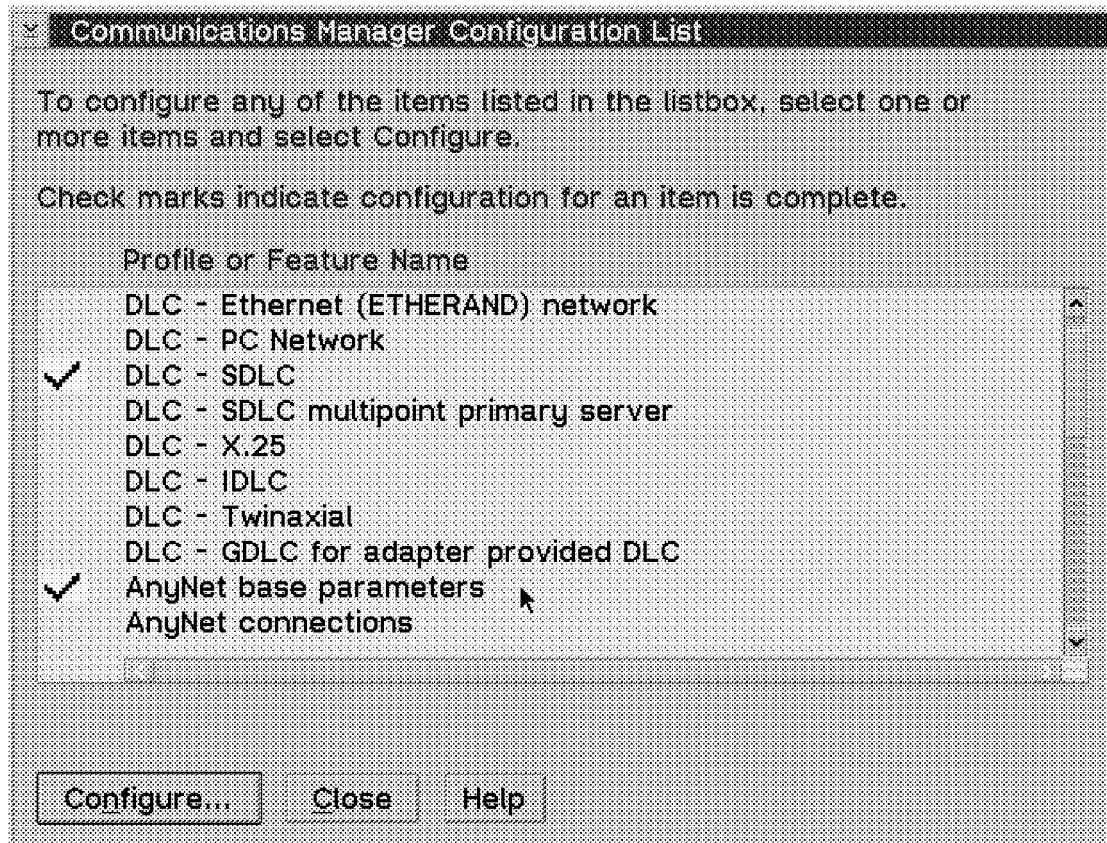 Communications Manager Configuration List
To configure any of the items listed in the listbox, select one or
more items and select Configure.
Check marks indicate configuration for an item is complete.
Profile or Feature Name
DLC - Ethernet (ETHERAND) network
DLC - PC Network
DLC - SDLC
DLC - SDLC multipoint primary server
DLC - X.25
DLC - IDLC
DLC - Twinaxial
DLC - GDLC for adapter provided DLC
AnyNet base parameters
AnyNet connections
Configure... Close Help